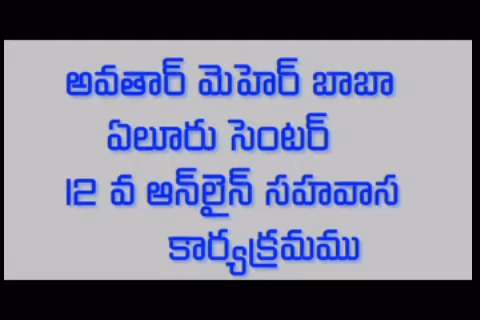 అవతార్ మెహెర్ బాబా
ఏలూరు సెంటర్
12 వ ఆన్‌లైన్ సహవాస
కార్యక్రమము